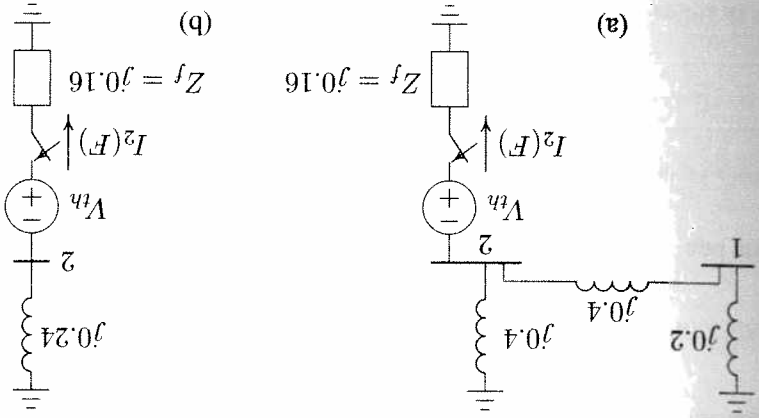 j0.2
j0.4
j0.4
1
2
V_th
I_2(F)
Z_f = j0.16
(a)
j0.24
2
V_th
I_2(F)
Z_f = j0.16
(b)